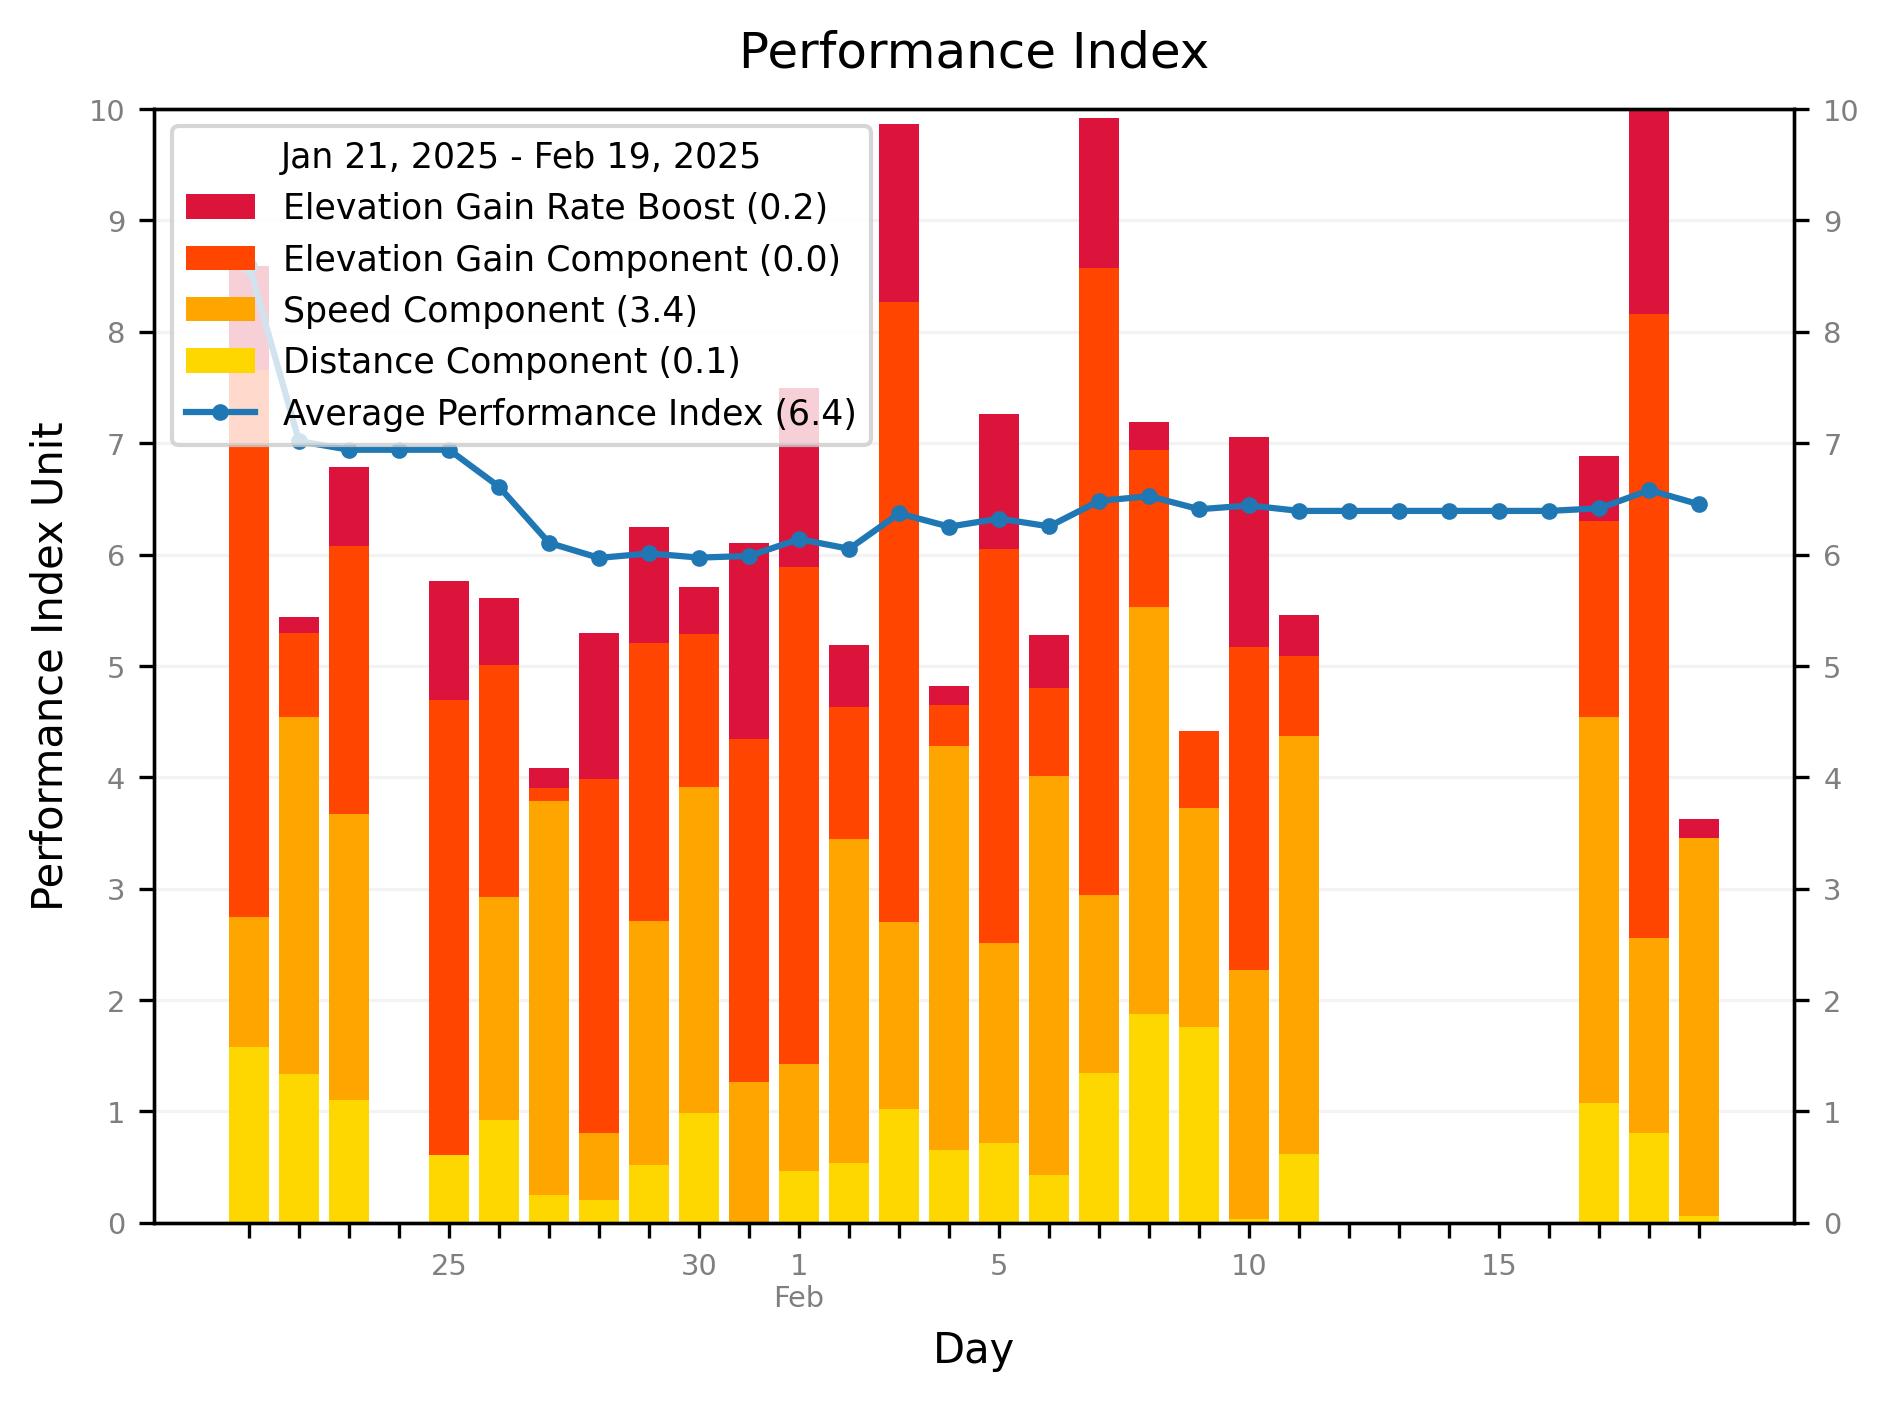 Performance Index
Jan 21, 2025 - Feb 19, 2025
Elevation Gain Rate Boost (0.2)
Elevation Gain Component (0.0)
Speed Component (3.4)
Distance Component (0.1)
Average Performance Index (6.4)
Performance Index Unit
10
9
8
7
6
5
4
3
2
1
0
10
9
8
7
6
5
4
3
2
1
0
25 30 1 5 10 15
Feb
Day